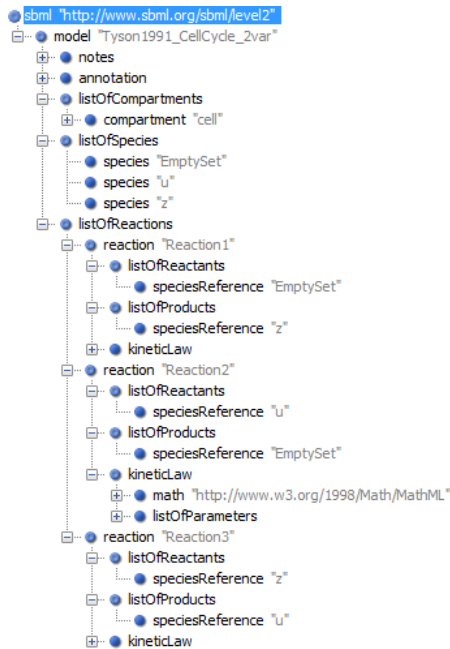 sbml "http://www.sbml.org/sbml/level2"
model "Tyson1991_CellCycle_2var"
notes
annotation
listOfCompartments
compartment "cell"
listOfSpecies
species "EmptySet"
species "u"
species "z"
listOfReactions
reaction "Reaction1"
listOfReactants
speciesReference "EmptySet"
listOfProducts
speciesReference "z"
kineticLaw
reaction "Reaction2"
listOfReactants
speciesReference "u"
listOfProducts
speciesReference "EmptySet"
kineticLaw
math "http://www.w3.org/1998/Math/MathML"
listOfParameters
reaction "Reaction3"
listOfReactants
speciesReference "z"
listOfProducts
speciesReference "u"
kineticLaw